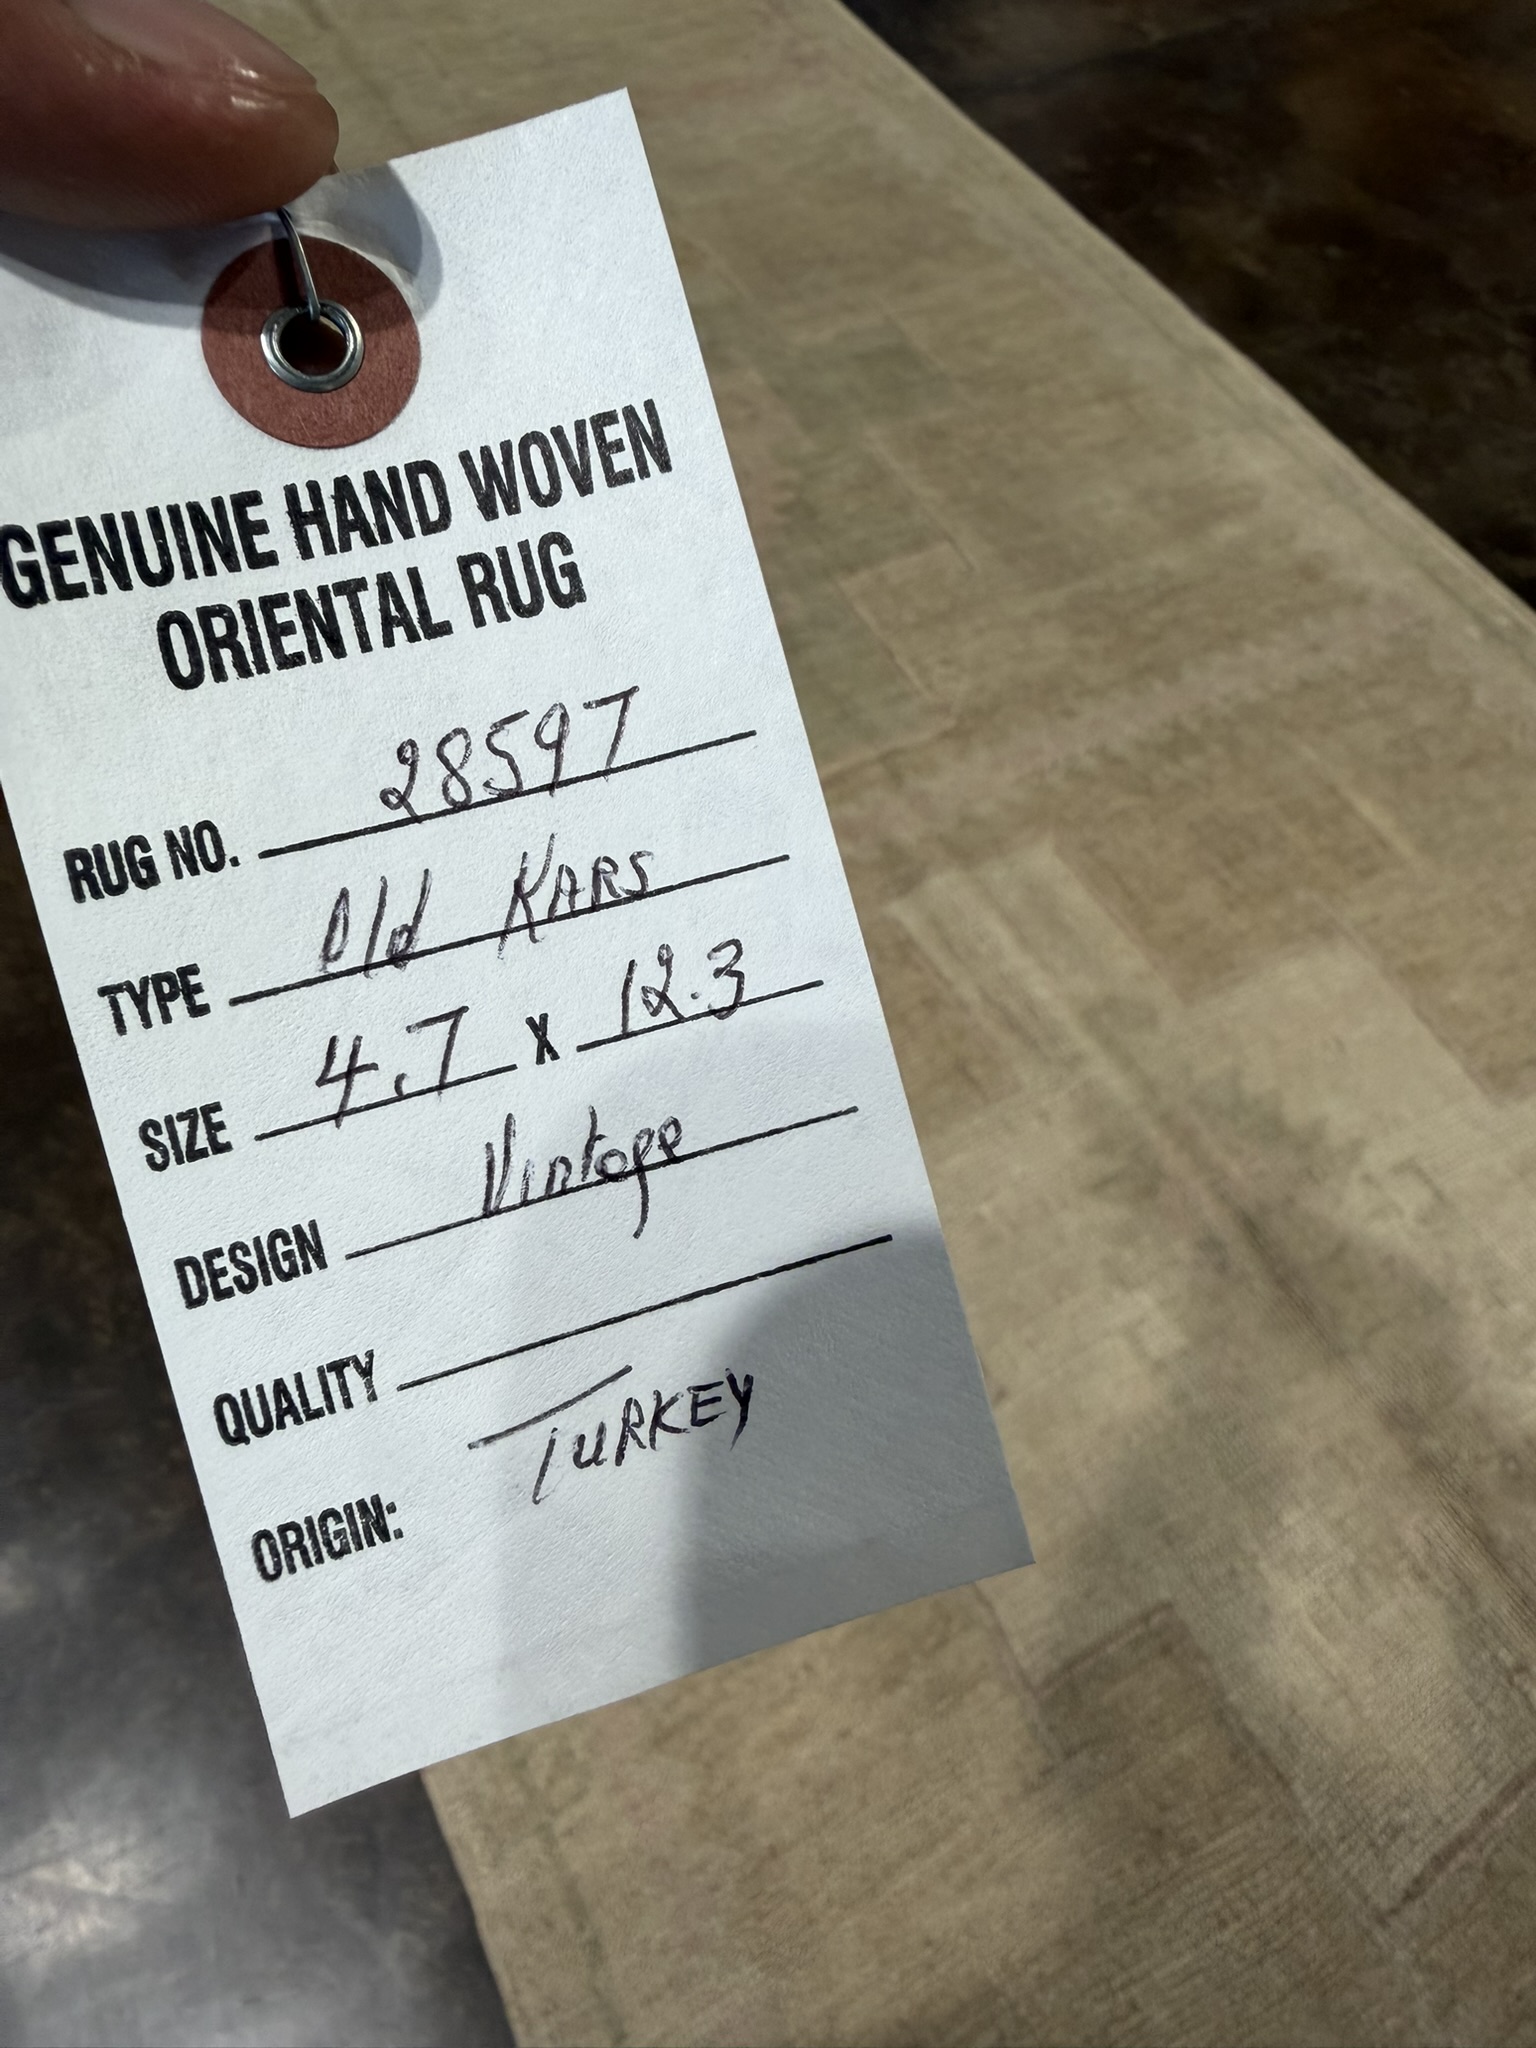 GENUINE HAND WOVEN
ORIENTAL RUG
RUG NO. 28597
TYPE Old KARS
SIZE 4.7 x 12.3
DESIGN Vintage
QUALITY
ORIGIN: TURKEY